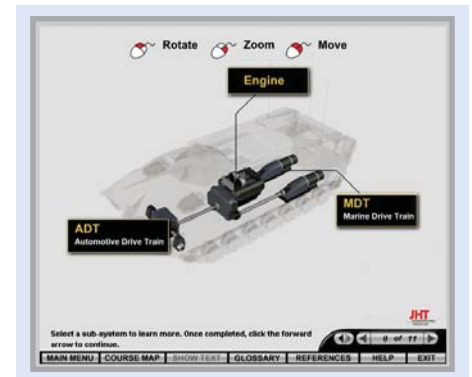 Rotate Zoom Move
Engine
MDT
Marine Drive Train
ADT
Automotive Drive Train
JHT
Select a sub-system to learn more. Once completed, click the forward
arrow to continue.
0 of 11
MAIN MENU COURSE MAP SHOW TEXT GLOSSARY REFERENCES HELP EXIT